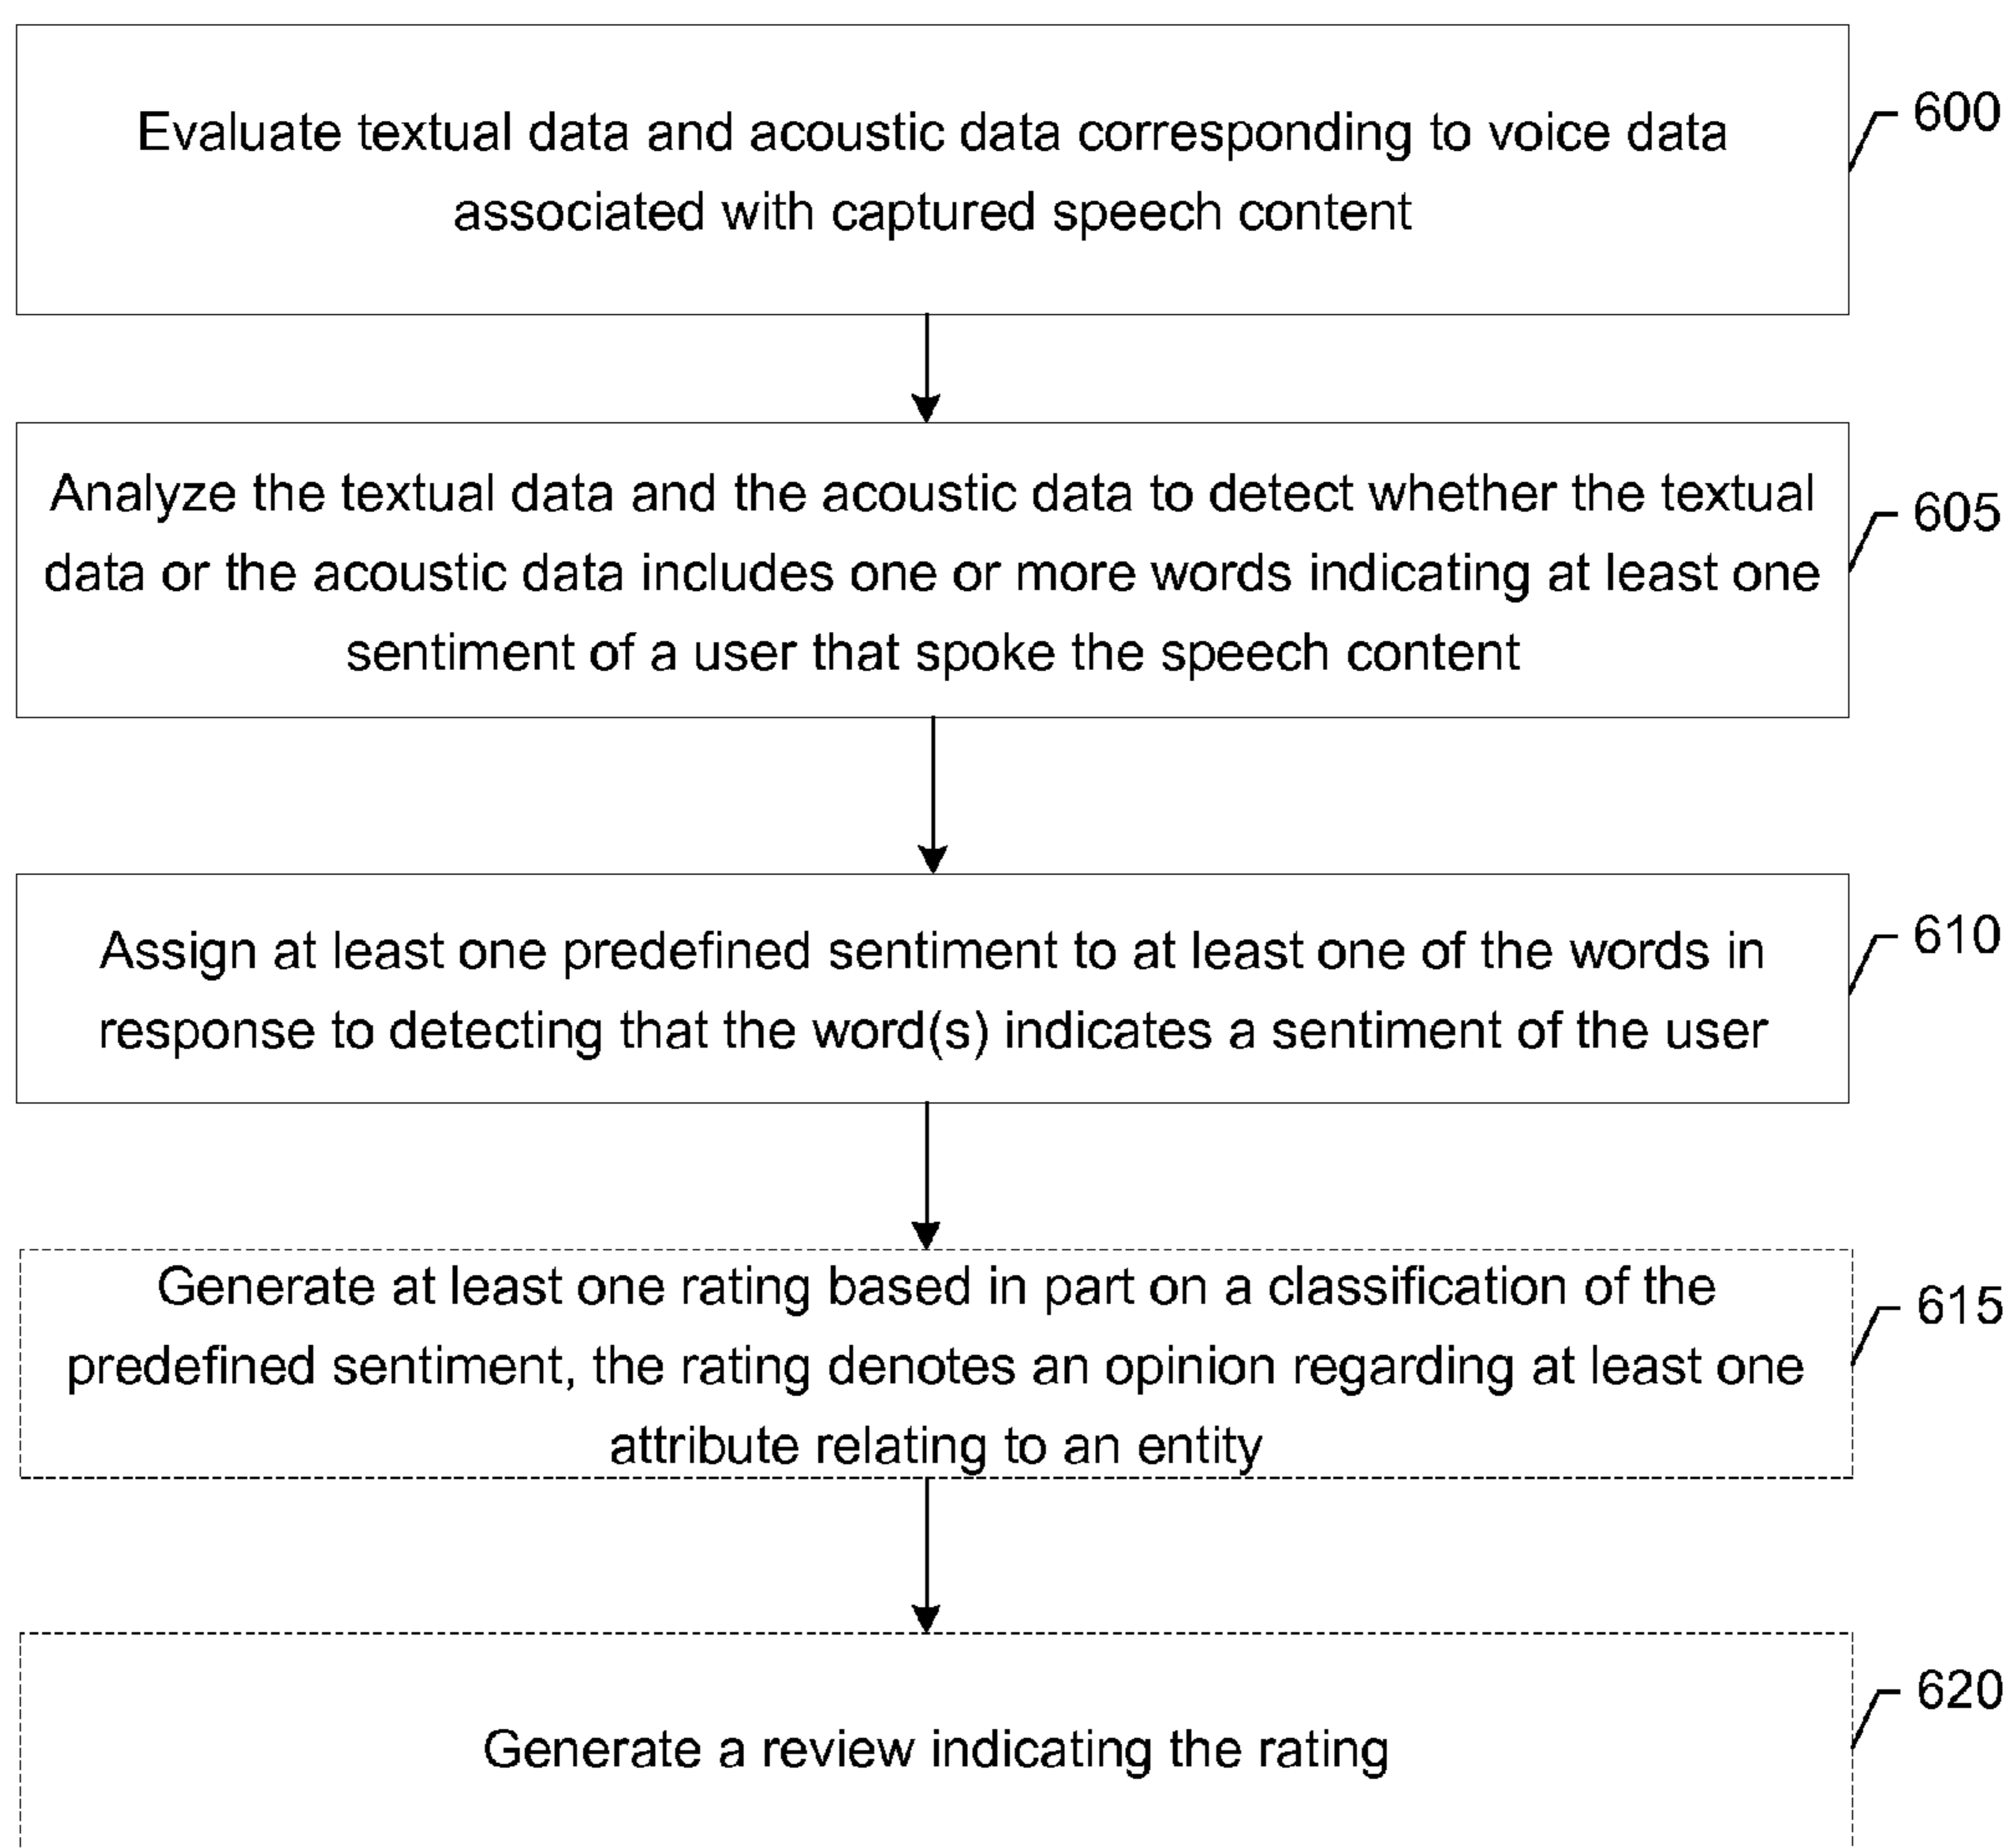 Evaluate textual data and acoustic data corresponding to voice data
associated with captured speech content
600
Analyze the textual data and the acoustic data to detect whether the textual
data or the acoustic data includes one or more words indicating at least one
sentiment of a user that spoke the speech content
605
Assign at least one predefined sentiment to at least one of the words in
response to detecting that the word(s) indicates a sentiment of the user
610
Generate at least one rating based in part on a classification of the
predefined sentiment, the rating denotes an opinion regarding at least one
attribute relating to an entity
615
Generate a review indicating the rating
620